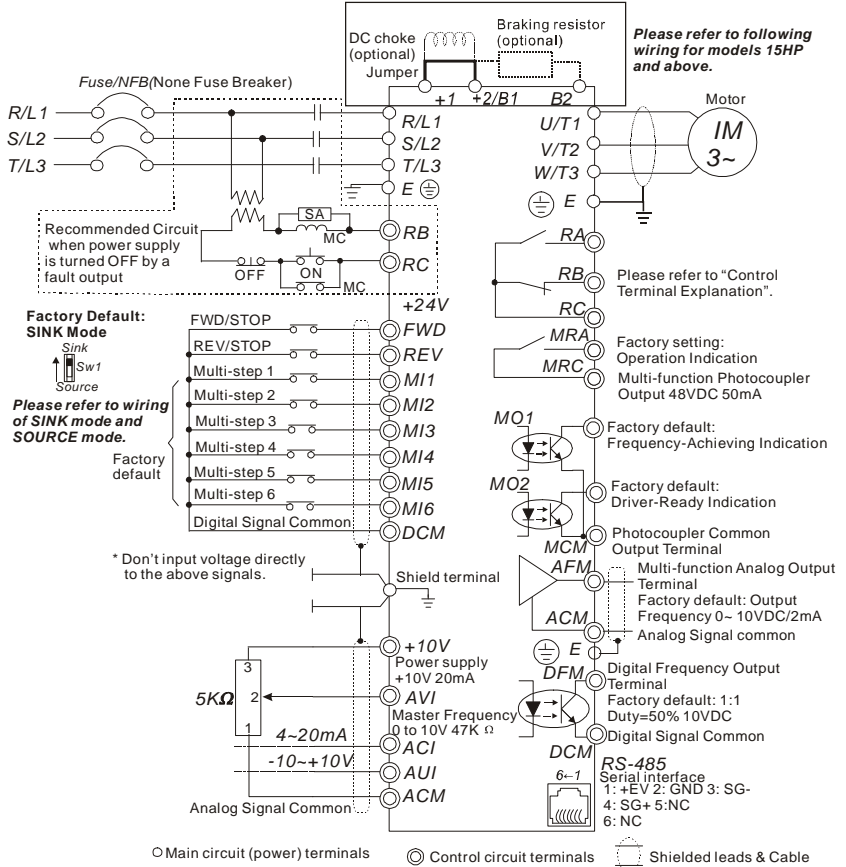 DC choke
(optional)
Jumper
Braking resistor
(optional)
+1
+2/B1
B2
Please refer to following
wiring for models 15HP
and above.
Fuse/NFB(None Fuse Breaker)
R/L1
S/L2
T/L3
R/L1
S/L2
T/L3
E
U/T1
V/T2
W/T3
E
Motor
IM
3~
Recommended Circuit
when power supply
is turned OFF by a
fault output
SA
MC
OFF
ON
MC
RB
RC
RA
RB
RC
Please refer to “Control
Terminal Explanation”.
MRA
MRC
Factory setting:
Operation Indication
Multi-function Photocoupler
Output 48VDC 50mA
Factory Default:
SINK Mode
Sink
Sw1
Source
Please refer to wiring
of SINK mode and
SOURCE mode.
Factory
default
+24V
FWD/STOP
FWD
REV/STOP
REV
Multi-step 1
MI1
Multi-step 2
MI2
Multi-step 3
MI3
Multi-step 4
MI4
Multi-step 5
MI5
Multi-step 6
MI6
Digital Signal Common
DCM
* Don't input voltage directly
to the above signals.
Shield terminal
MO1
Factory default:
Frequency-Achieving Indication
MO2
Factory default:
Driver-Ready Indication
MCM
Photocoupler Common
Output Terminal
AFM
Multi-function Analog Output
Terminal
Factory default: Output
Frequency 0~ 10VDC/2mA
ACM
Analog Signal common
E
DFM
Digital Frequency Output
Terminal
Factory default: 1:1
Duty=50% 10VDC
DCM
Digital Signal Common
+10V
Power supply
+10V 20mA
3
2
1
5KΩ
AVI
Master Frequency
0 to 10V 47K Ω
4~20mA
ACI
-10~+10V
AUI
ACM
Analog Signal Common
RS-485
Serial interface
6←1
1: +EV 2: GND 3: SG-
4: SG+ 5:NC
6: NC
Main circuit (power) terminals
Control circuit terminals
Shielded leads & Cable